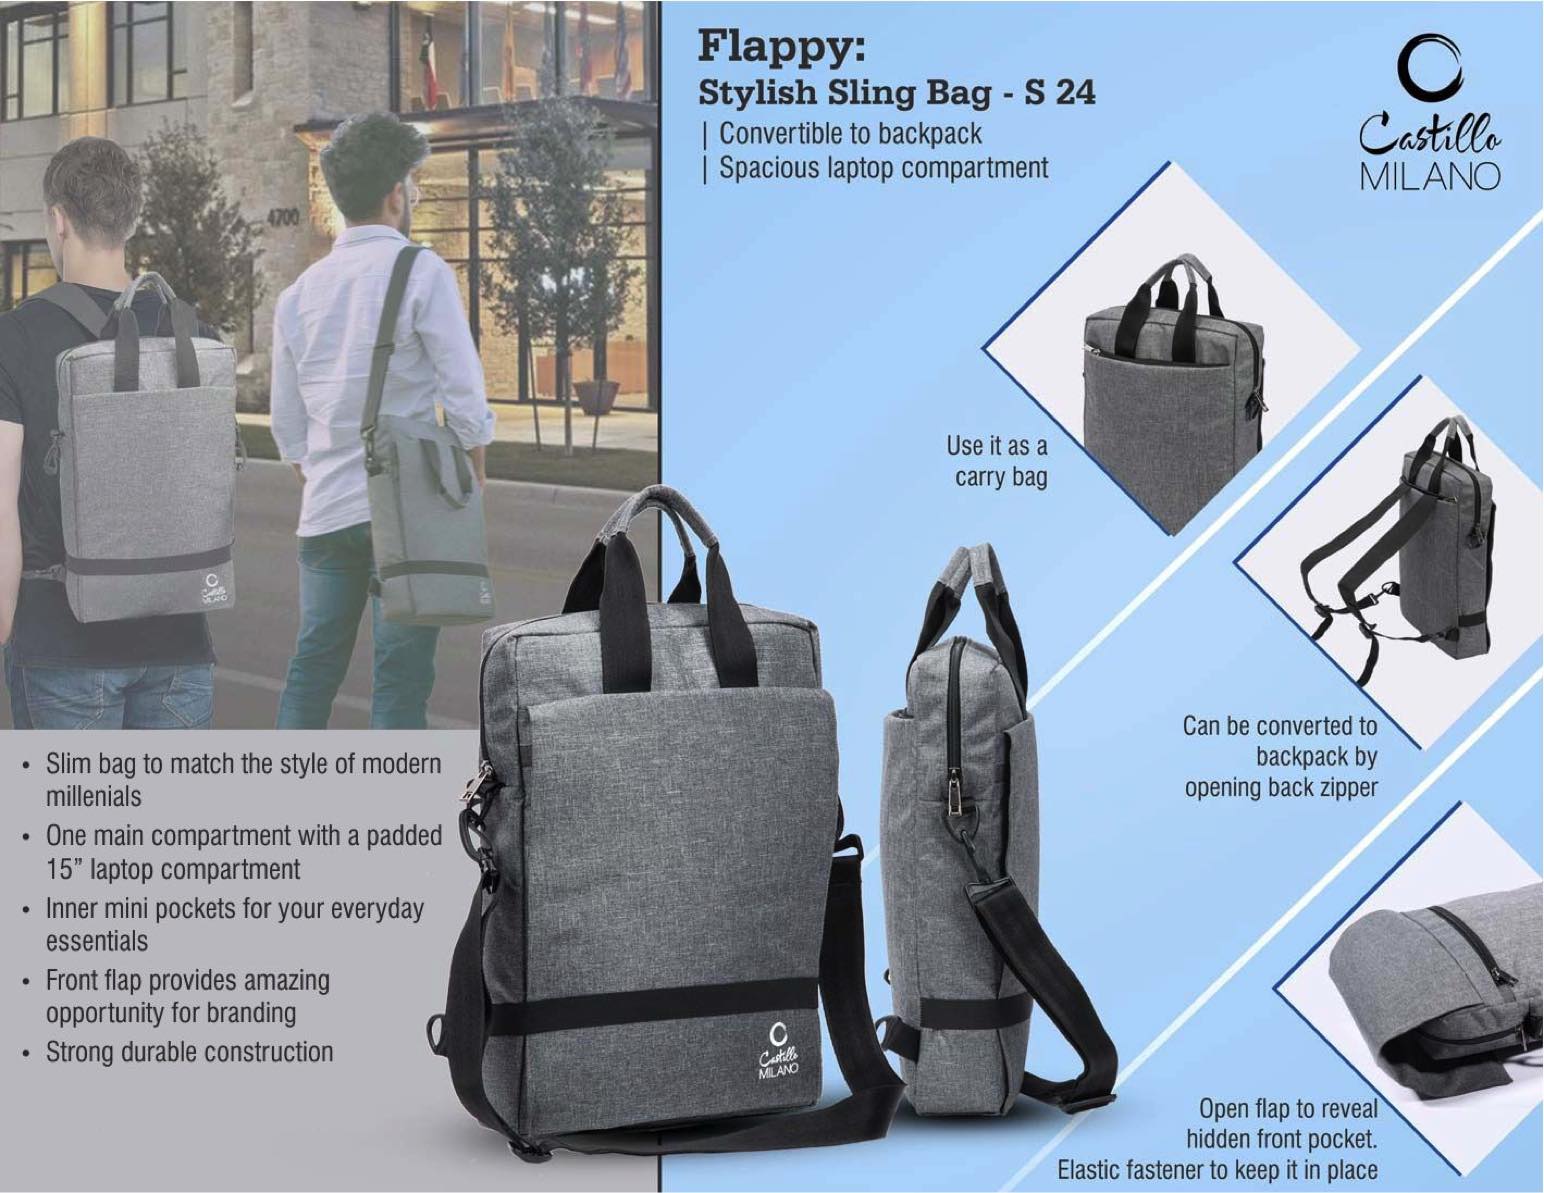 Flappy:
Stylish Sling Bag - S 24
| Convertible to backpack
| Spacious laptop compartment
Castillo
MILANO
4700
Castillo
MILANO
Use it as a
carry bag
Can be converted to
backpack by
opening back zipper
• Slim bag to match the style of modern
millenials
• One main compartment with a padded
15” laptop compartment
• Inner mini pockets for your everyday
essentials
• Front flap provides amazing
opportunity for branding
• Strong durable construction
Castillo
MILANO
Open flap to reveal
hidden front pocket.
Elastic fastener to keep it in place